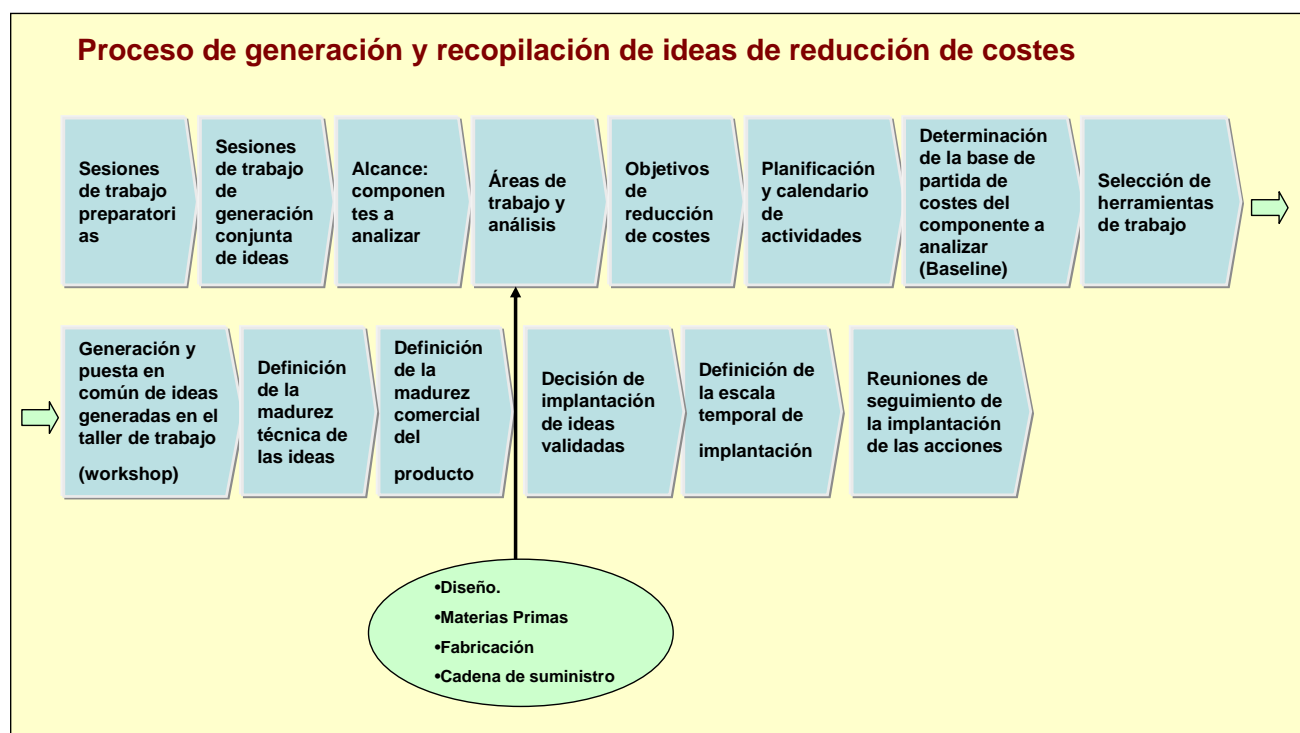 Proceso de generación y recopilación de ideas de reducción de costes
Sesiones
de trabajo
preparatori
as
Sesiones
de trabajo
de
generación
conjunta
de ideas
Alcance:
componen
tes a
analizar
Áreas de
trabajo y
análisis
Objetivos
de
reducción
de costes
Planificación
y calendario
de
actividades
Determinación
de la base de
partida de
costes del
componente a
analizar
(Baseline)
Selección de
herramientas
de trabajo
Generación y
puesta en
común de ideas
generadas en el
taller de trabajo
(workshop)
Definición
de la
madurez
técnica de
las ideas
Definición
de la
madurez
comercial
del
producto
Decisión de
implantación
de ideas
validadas
Definición de
la escala
temporal de
implantación
Reuniones de
seguimiento de
la implantación
de las acciones
•Diseño.
•Materias Primas
•Fabricación
•Cadena de suministro